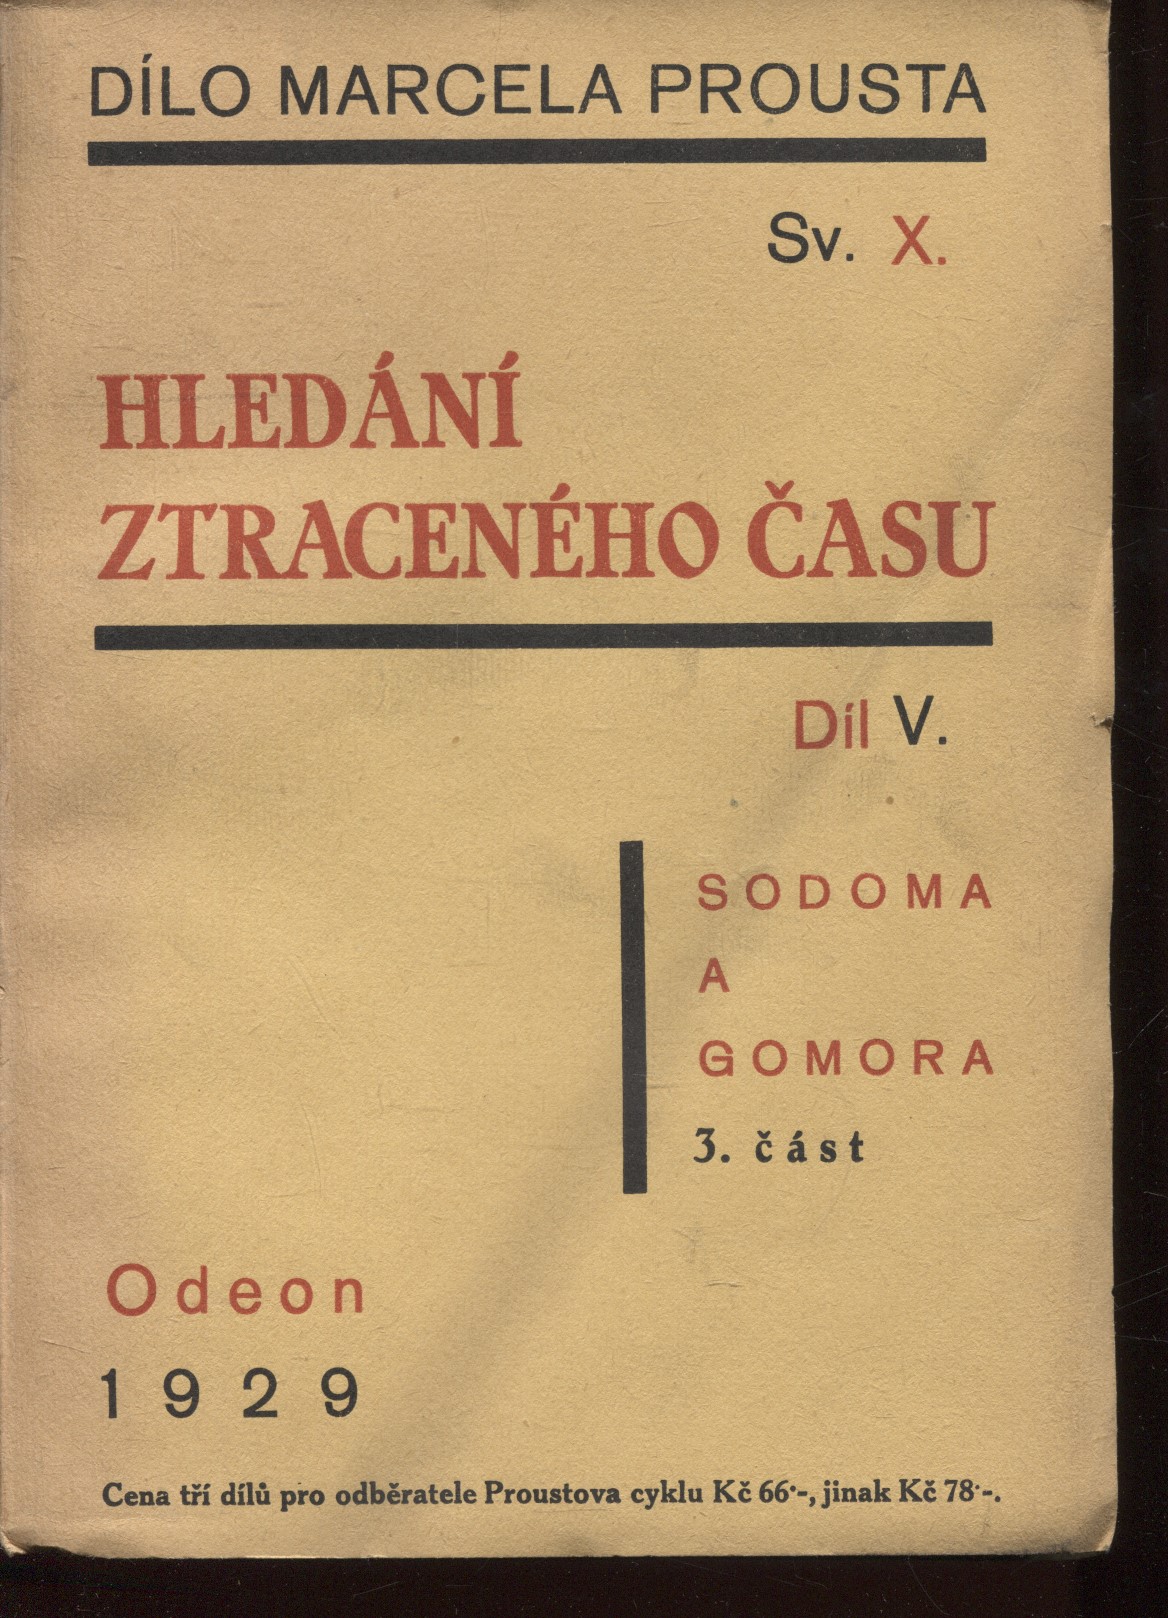 DÍLO MARCELA PROUSTA
Sv. X.
HLEDÁNÍ
ZTRACENÉHO ČASU
Díl V.
SODOMA
A
GOMORA
3. část
Odeon
1929
Cena tří dílů pro odběratele Proustova cyklu Kč 66·-, jinak Kč 78·-.